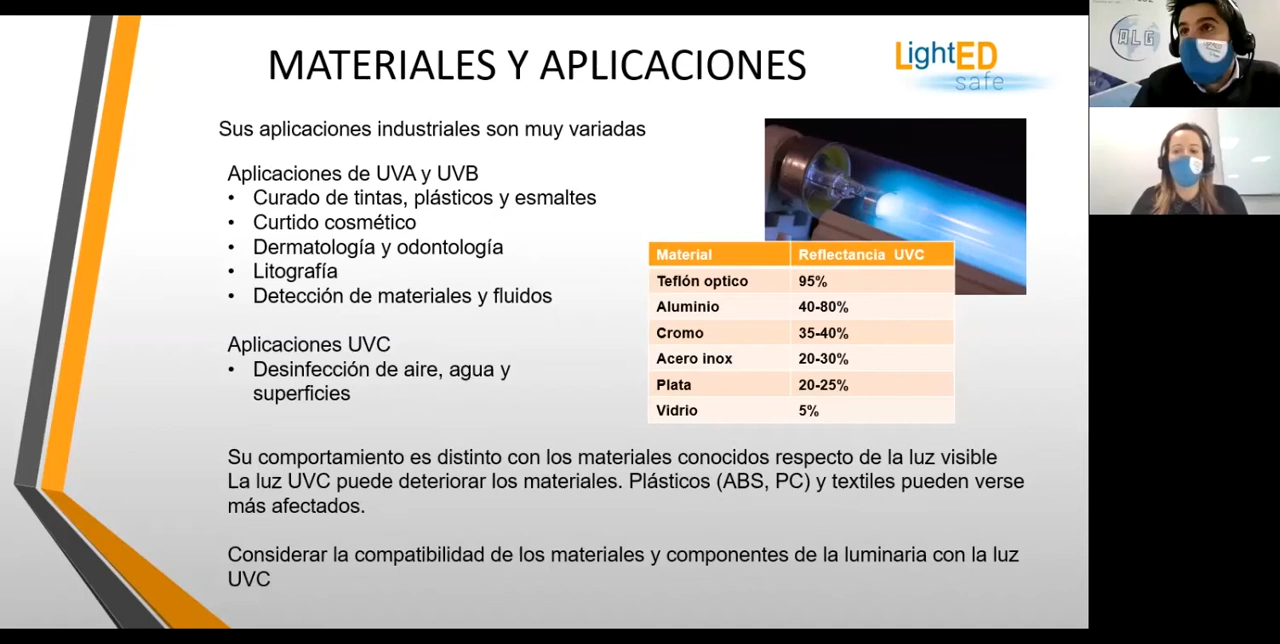 MATERIALES Y APLICACIONES
LightED
safe
Sus aplicaciones industriales son muy variadas
Aplicaciones de UVA y UVB
• Curado de tintas, plásticos y esmaltes
• Curtido cosmético
• Dermatología y odontología
• Litografía
• Detección de materiales y fluidos
Aplicaciones UVC
• Desinfección de aire, agua y
superficies
Material Reflectancia UVC
Teflón optico 95%
Aluminio 40-80%
Cromo 35-40%
Acero inox 20-30%
Plata 20-25%
Vidrio 5%
Su comportamiento es distinto con los materiales conocidos respecto de la luz visible
La luz UVC puede deteriorar los materiales. Plásticos (ABS, PC) y textiles pueden verse
más afectados.
Considerar la compatibilidad de los materiales y componentes de la luminaria con la luz
UVC
ALG